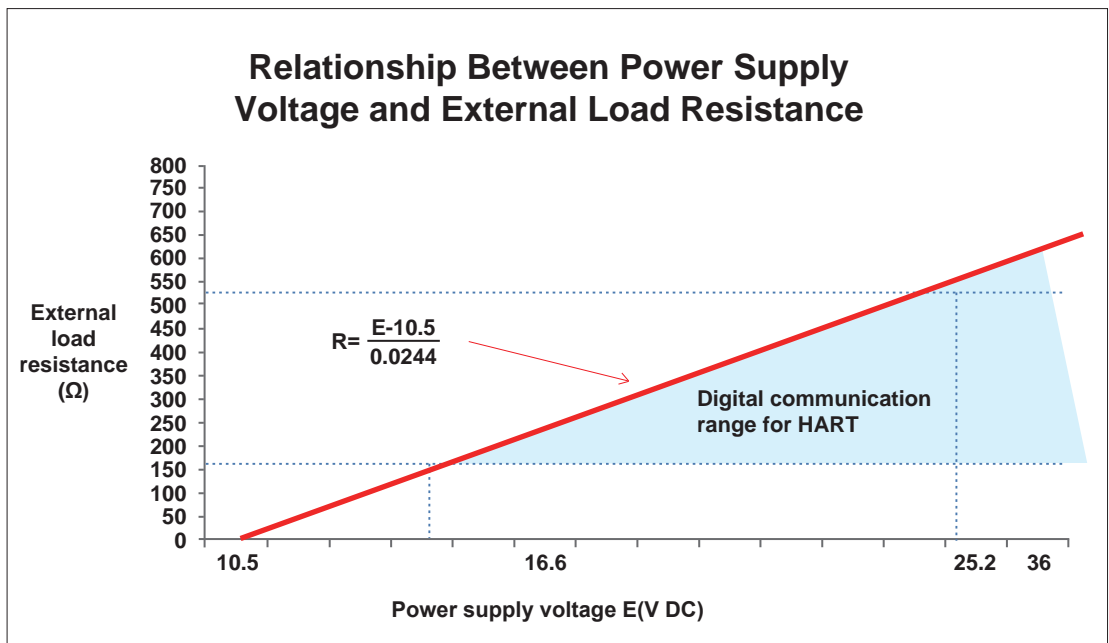 Relationship Between Power Supply
Voltage and External Load Resistance
800
750
700
650
600
550
500
450
400
350
300
250
200
150
100
50
0
External
load
resistance
(Ω)
R= E-10.5
0.0244
Digital communication
range for HART
10.5 16.6 25.2 36
Power supply voltage E(V DC)